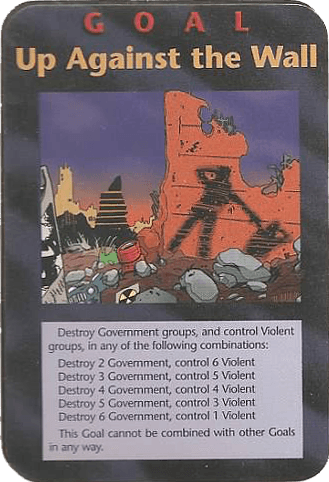 GOAL
Up Against the Wall
Destroy Government groups, and control Violent
groups, in any of the following combinations:
Destroy 2 Government, control 6 Violent
Destroy 3 Government, control 5 Violent
Destroy 4 Government, control 4 Violent
Destroy 5 Government, control 3 Violent
Destroy 6 Government, control 1 Violent
This Goal cannot be combined with other Goals
in any way.